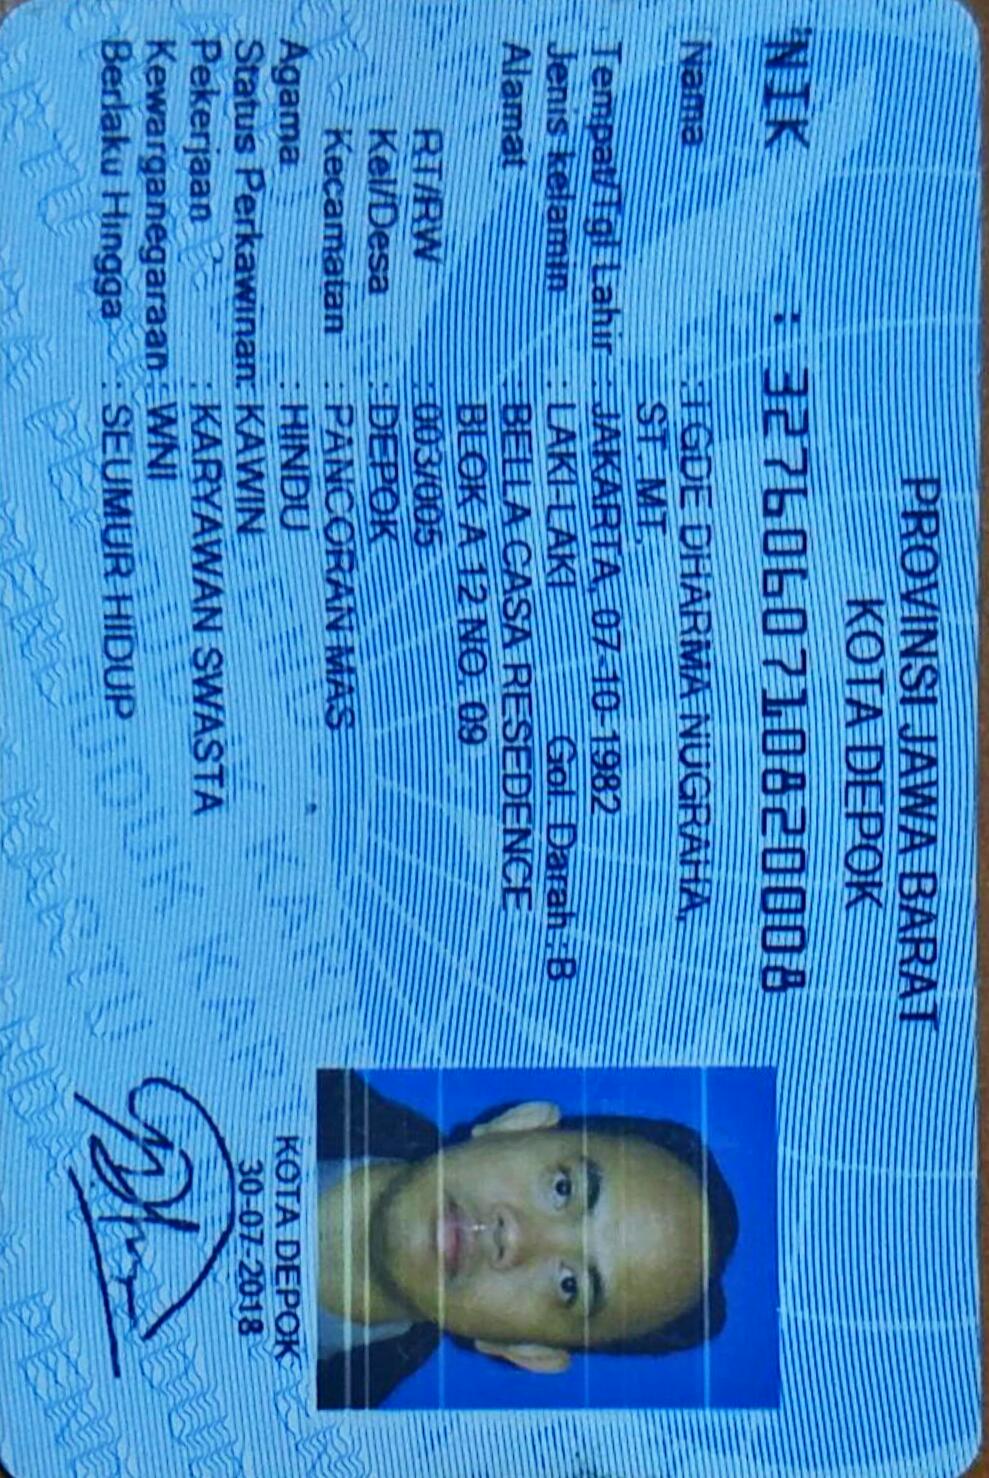 PROVINSI JAWA BARAT
KOTA DEPOK
NIK : 3276060710820008
Nama : I GDE DHARMA NUGRAHA,
ST. MT.
Tempat/Tgl Lahir : JAKARTA, 07-10-1982
Jenis kelamin : LAKI-LAKI Gol. Darah : B
Alamat : BELLA CASA RESEDENCE
BLOK A 12 NO. 09
RT/RW : 003/005
Kel/Desa : DEPOK
Kecamatan : PANCORAN MAS
Agama : HINDU
Status Perkawinan: KAWIN
Pekerjaan : KARYAWAN SWASTA
Kewarganegaraan : WNI
Berlaku Hingga : SEUMUR HIDUP
KOTA DEPOK
30-07-2018